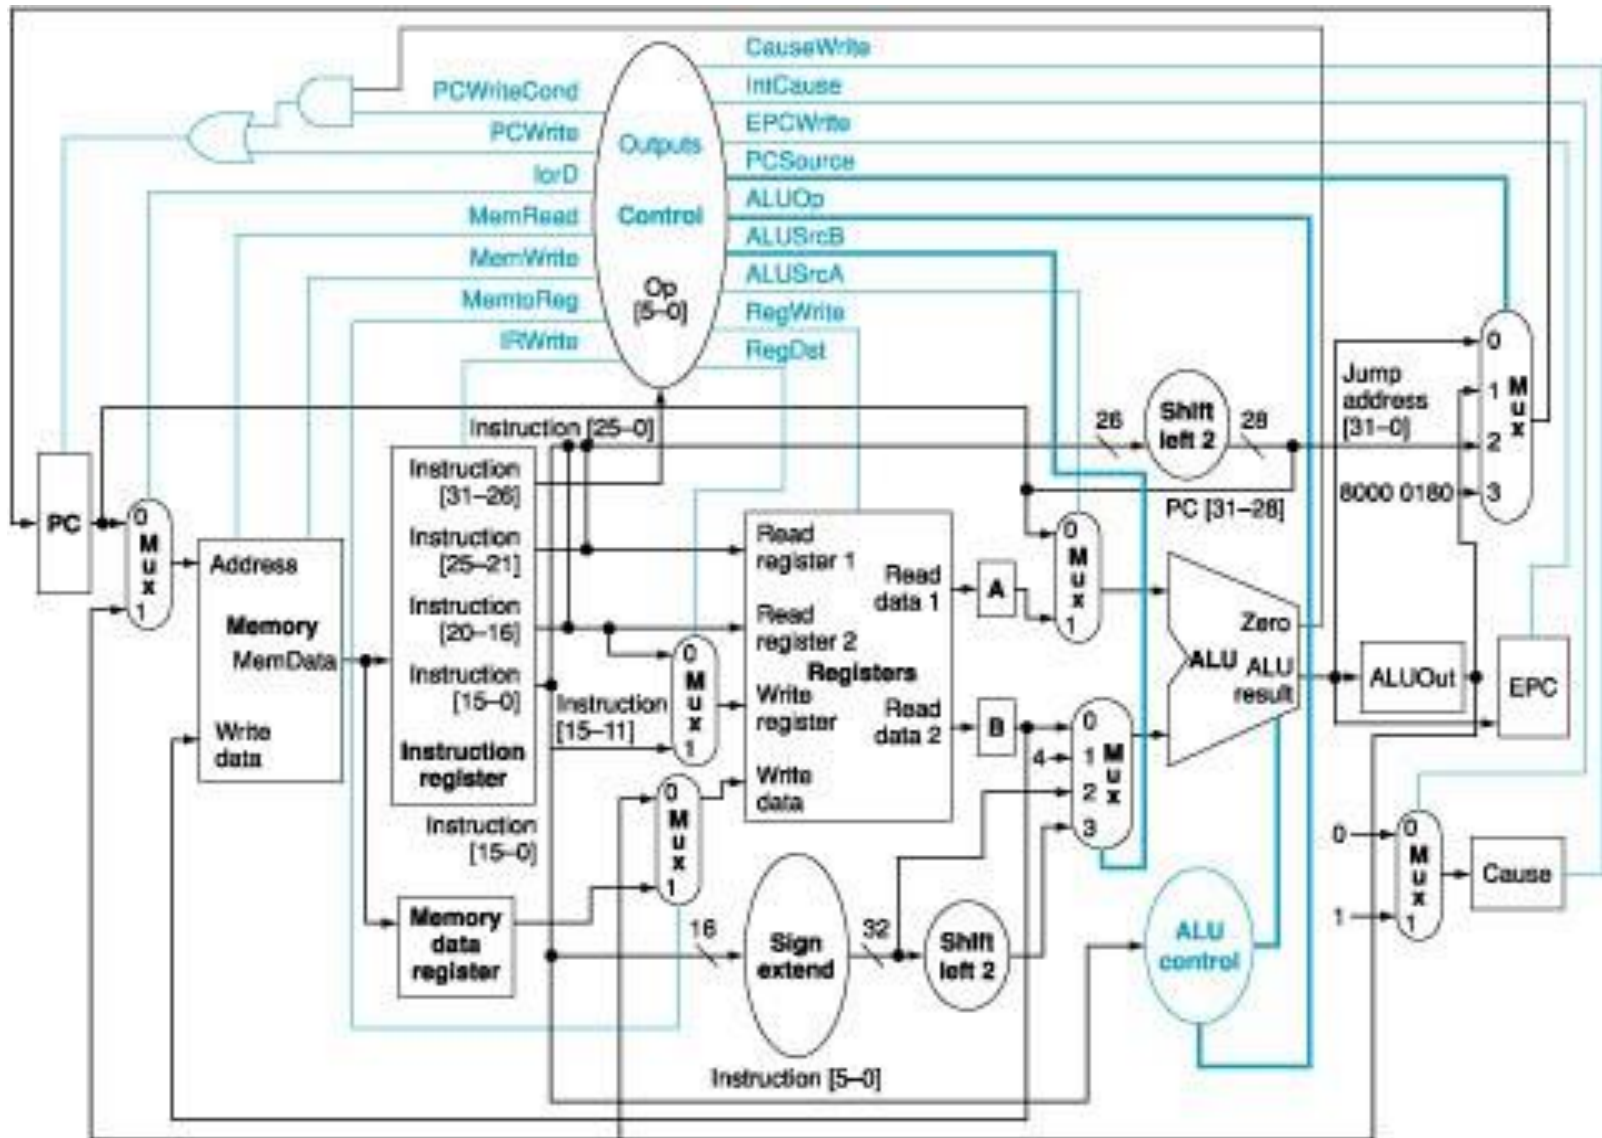 CauseWrite
IntCause
EPCWrite
PCSource
ALUOp
ALUSrcB
ALUSrcA
RegWrite
RegDst
PCWriteCond
PCWrite
IorD
MemRead
MemWrite
MemtoReg
IRWrite
Outputs
Control
Op
[5–0]
Instruction [25–0]
26
Shift
left 2
28
Jump
address
[31–0]
PC [31–28]
8000 0180
0
1
2
3
M
u
x
PC
0
M
u
x
1
Address
Memory
MemData
Write
data
Instruction
[31–26]
Instruction
[25–21]
Instruction
[20–16]
Instruction
[15–0]
Instruction
register
Instruction
[15–11]
0
M
u
x
1
Read
register 1
Read
register 2
Registers
Write
register
Write
data
Read
data 1
Read
data 2
A
B
0
M
u
x
1
4
0
1
2
3
M
u
x
Zero
ALU
ALU
result
ALUOut
EPC
Instruction
[15–0]
0
M
u
x
1
Memory
data
register
16
Sign
extend
32
Shift
left 2
ALU
control
0
1
0
M
u
x
1
Cause
Instruction [5–0]